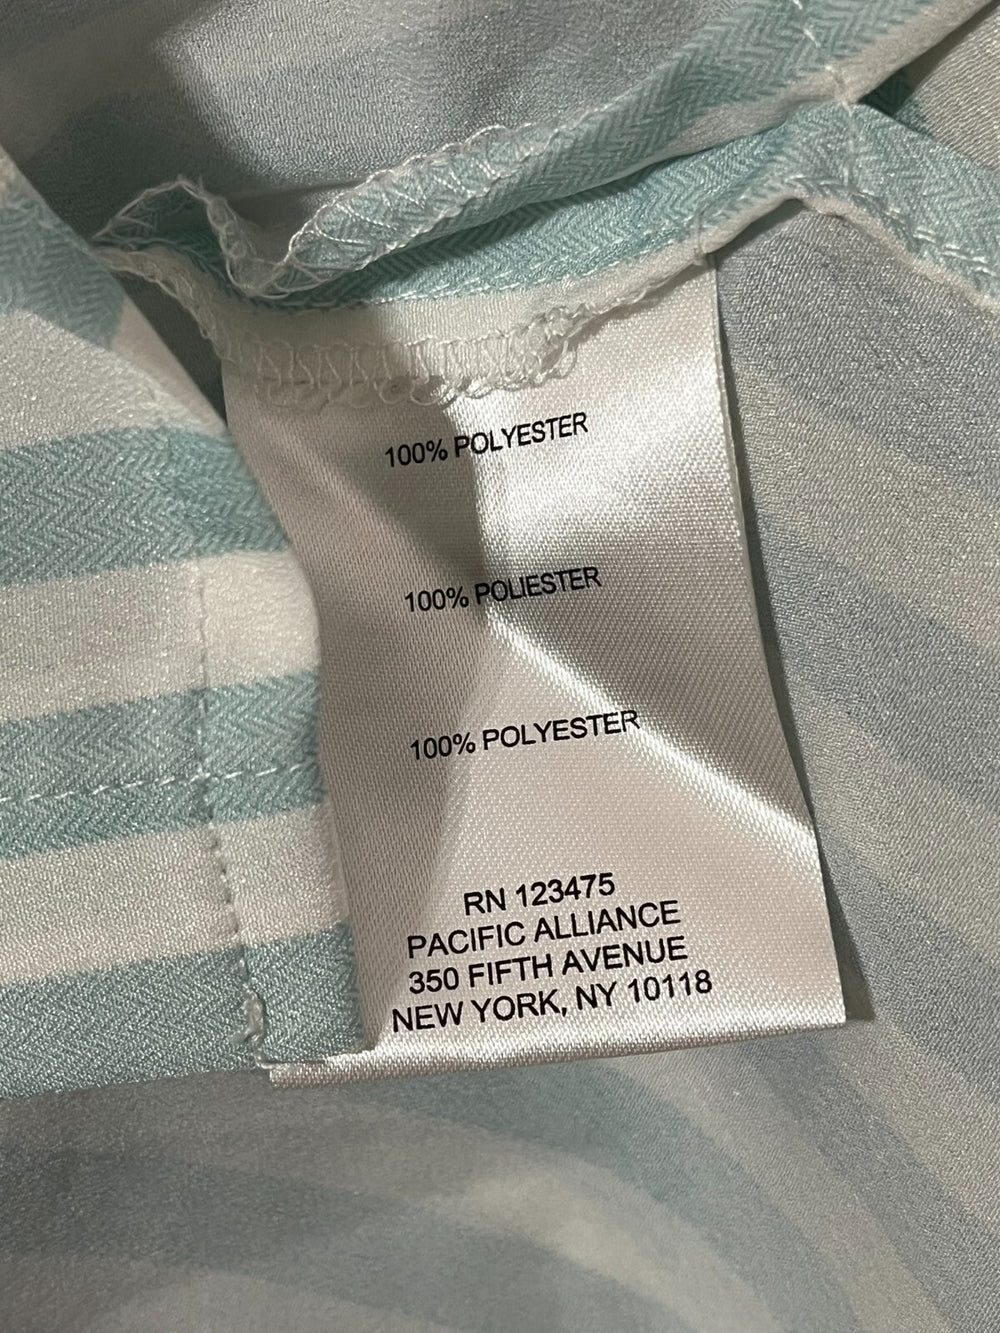 100% POLYESTER
100% POLIESTER
100% POLYESTER
RN 123475
PACIFIC ALLIANCE
350 FIFTH AVENUE
NEW YORK, NY 10118